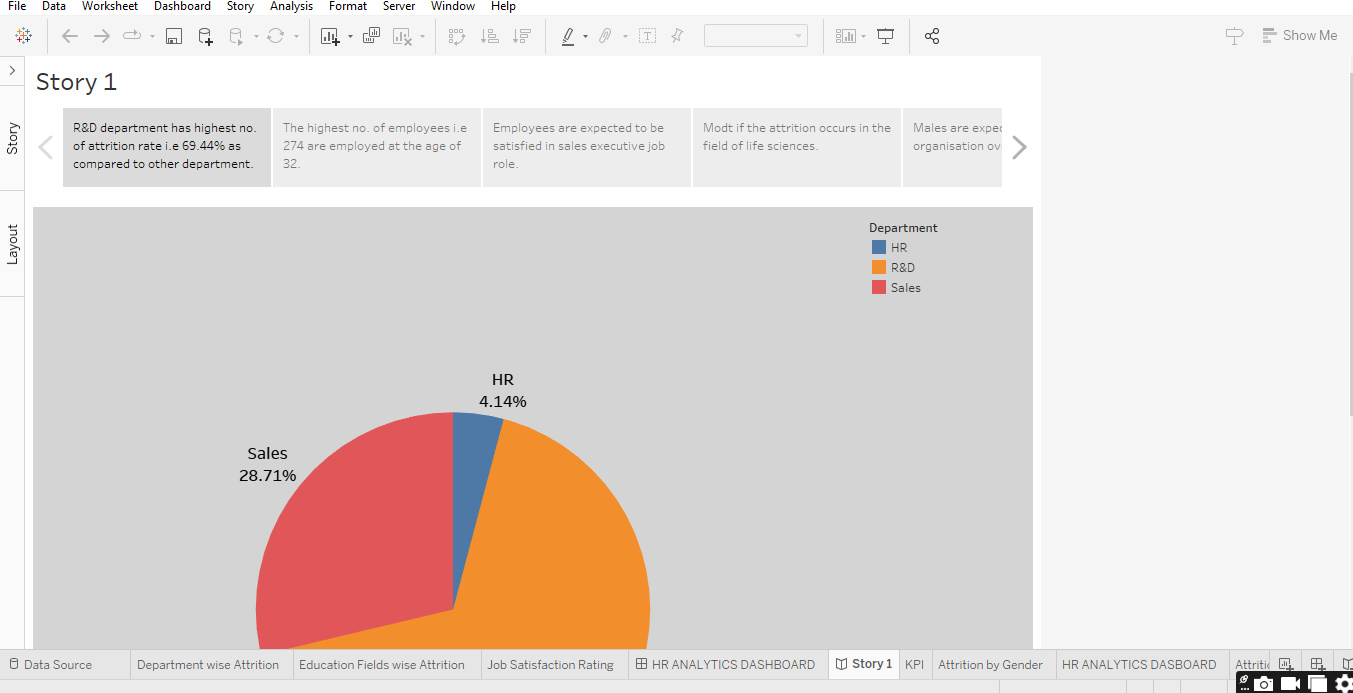 File Data Worksheet Dashboard Story Analysis Format Server Window Help
Show Me
Story
Layout
Story 1
R&D department has highest no.
of attrition rate i.e 69.44% as
compared to other department.
The highest no. of employees i.e
274 are employed at the age of
32.
Employees are expected to be
satisfied in sales executive job
role.
Modt if the attrition occurs in the
field of life sciences.
Males are expec
organisation ov
Department
HR
R&D
Sales
HR
4.14%
Sales
28.71%
Data Source Department wise Attrition Education Fields wise Attrition Job Satisfaction Rating HR ANALYTICS DASHBOARD Story 1 KPI Attrition by Gender HR ANALYTICS DASBOARD Attritic